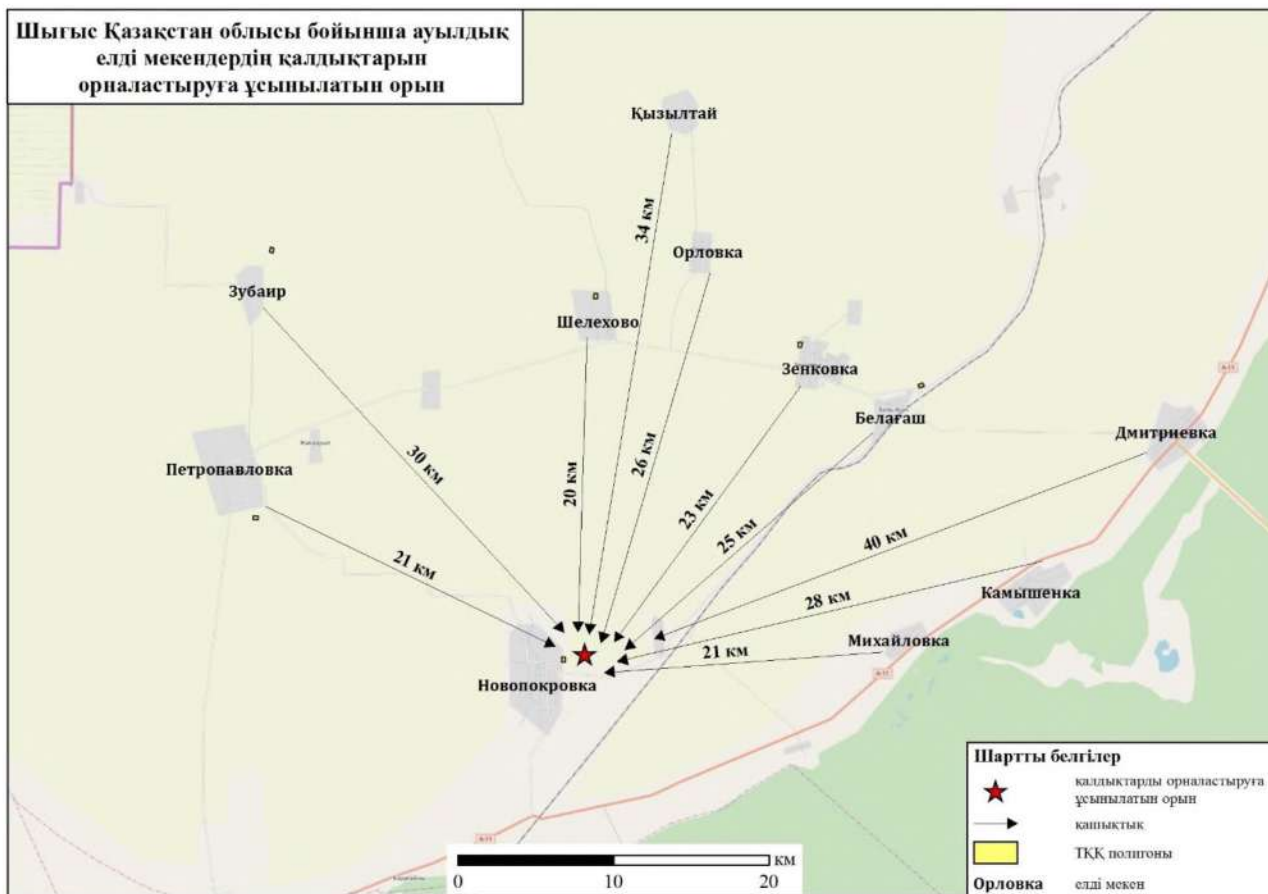 Шығыс Қазақстан облысы бойынша ауылдық
елді мекендердің қалдықтарын
орналастыруға ұсынылатын орын
Қызылтай
34 км
Орловка
Зубаир
Шелехово
Зенковка
А-11
Белағаш
Дмитриевка
Петропавловка
30 км
20 км
26 км
23 км
25 км
40 км
21 км
28 км
Камышенка
Михайловка
21 км
А-11
Новопокровка
А-11
Шартты белгілер
қалдықтарды орналастыруға
ұсынылатын орын
қашықтық
ТҚҚ полигоны
Орловка елді мекен
км
0 10 20